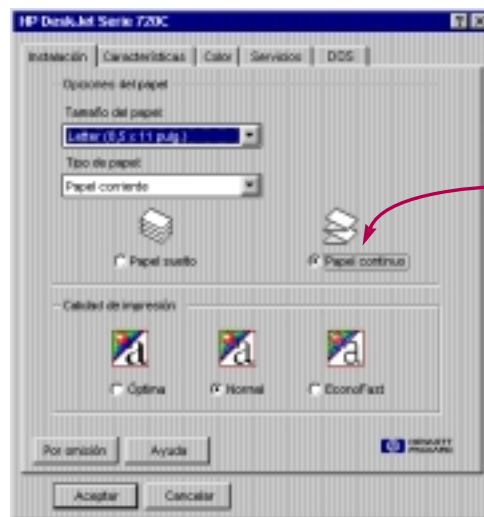 HP DeskJet Serie 720C
Instalación Características Color Servicios DOS
Opciones del papel
Tamaño del papel:
Letter (8,5 x 11 pulg.)
Tipo de papel:
Papel corriente
Papel suelto Papel continuo
Calidad de impresión
Óptima Normal EconoFast
Por omisión Ayuda HEWLETT
PACKARD
Aceptar Cancelar